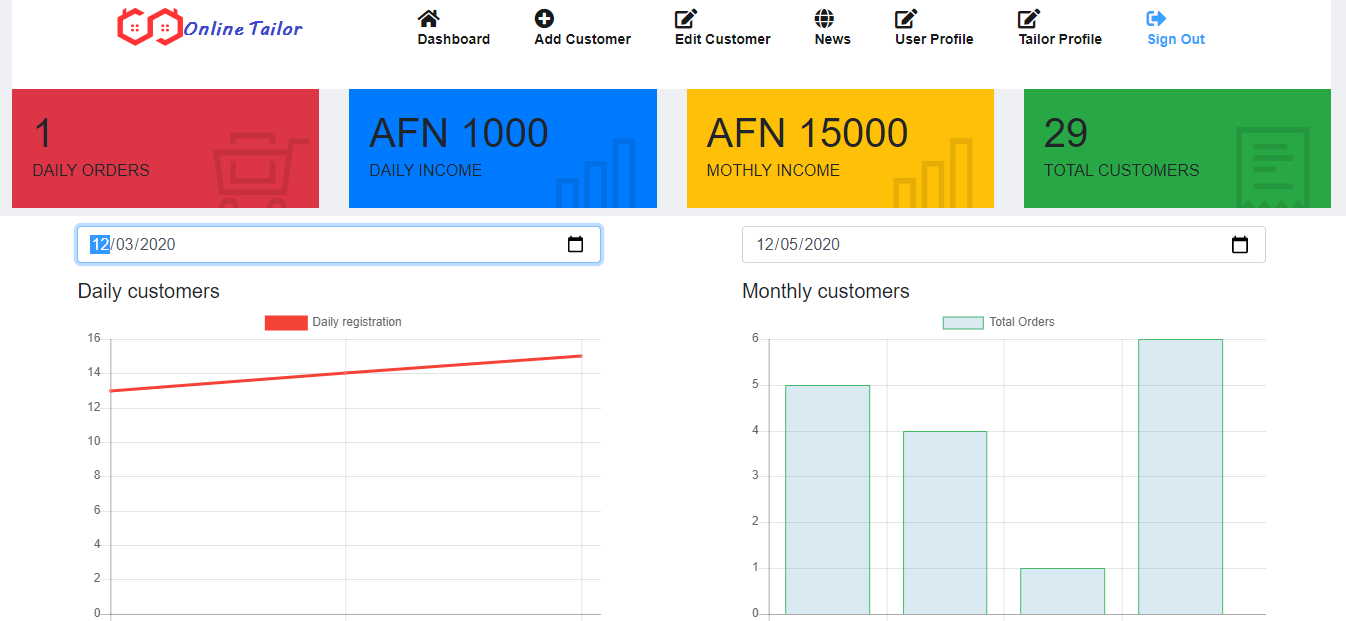 Online Tailor
Dashboard
Add Customer
Edit Customer
News
User Profile
Tailor Profile
Sign Out
1
DAILY ORDERS
AFN 1000
DAILY INCOME
AFN 15000
MOTHLY INCOME
29
TOTAL CUSTOMERS
12/03/2020
Daily customers
Daily registration
16
14
12
10
8
6
4
2
0
12/05/2020
Monthly customers
Total Orders
6
5
4
3
2
1
0